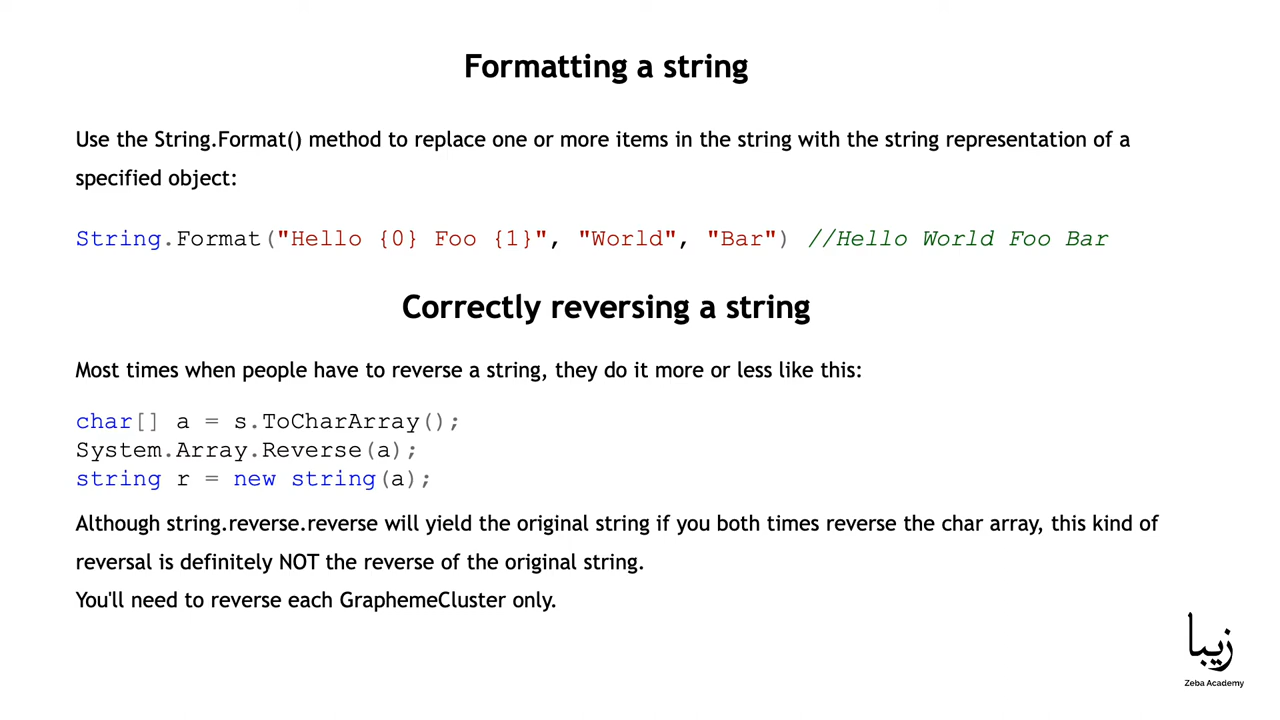 Formatting a string
Use the String.Format() method to replace one or more items in the string with the string representation of a
specified object:
String.Format("Hello {0} Foo {1}", "World", "Bar") //Hello World Foo Bar
Correctly reversing a string
Most times when people have to reverse a string, they do it more or less like this:
char[] a = s.ToCharArray();
System.Array.Reverse(a);
string r = new string(a);
Although string.reverse.reverse will yield the original string if you both times reverse the char array, this kind of
reversal is definitely NOT the reverse of the original string.
You'll need to reverse each GraphemeCluster only.
زیبا
Zeba Academy